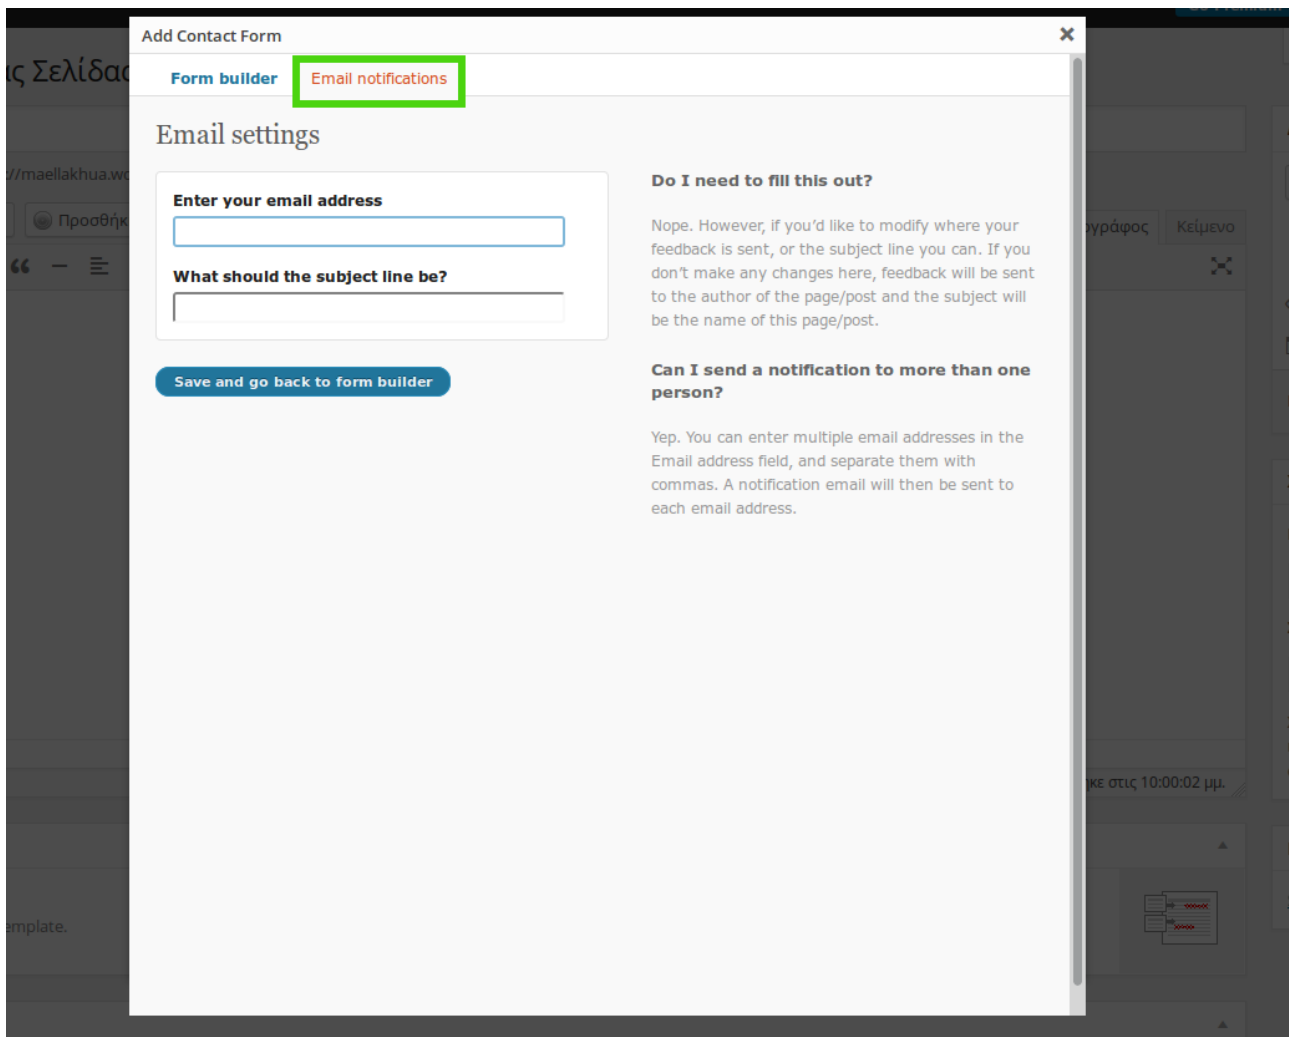 Add Contact Form
Form builder
Email notifications
ας Σελίδας
Email settings
Enter your email address
What should the subject line be?
Save and go back to form builder
Do I need to fill this out?
Nope. However, if you’d like to modify where your
feedback is sent, or the subject line you can. If you
don’t make any changes here, feedback will be sent
to the author of the page/post and the subject will
be the name of this page/post.
Can I send a notification to more than one
person?
Yep. You can enter multiple email addresses in the
Email address field, and separate them with
commas. A notification email will then be sent to
each email address.
://maellakhua.wo
Προσθήκ
ογράφος
Κείμενο
ηκε στις 10:00:02 μμ.
emplate.